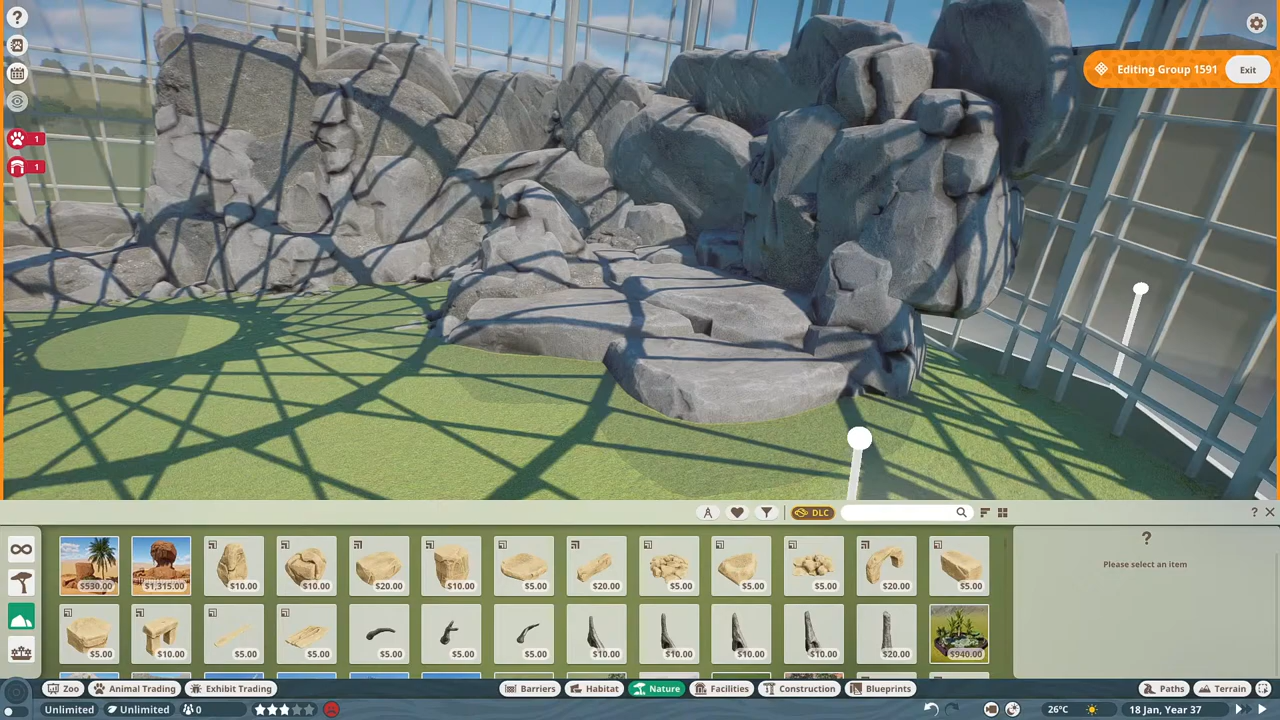 ?
Editing Group 1591
Exit
1
1
DLC
?
$530.00
$1,315.00
$10.00
$10.00
$20.00
$10.00
$5.00
$20.00
$5.00
$5.00
$5.00
$20.00
$5.00
?
Please select an item
$5.00
$10.00
$5.00
$5.00
$5.00
$5.00
$5.00
$10.00
$10.00
$10.00
$10.00
$20.00
$940.00
Zoo
Animal Trading
Exhibit Trading
Barriers
Habitat
Nature
Facilities
Construction
Blueprints
Paths
Terrain
Unlimited
Unlimited
0
26°C
18 Jan, Year 37